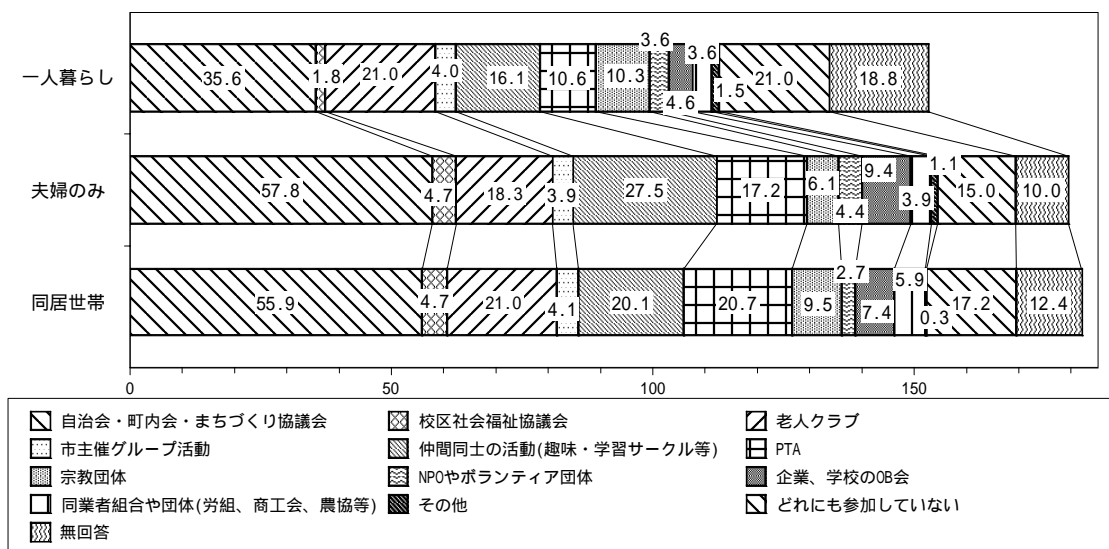 3.6 3.6
一人暮らし 35.6 1.8 21.0 4.0 16.1 10.6 10.3 4.6 1.5 21.0 18.8
1.1
夫婦のみ 57.8 4.7 18.3 3.9 27.5 17.2 6.1 4.4 9.4 3.9 15.0 10.0
2.7 5.9
同居世帯 55.9 4.7 21.0 4.1 20.1 20.7 9.5 7.4 0.3 17.2 12.4
0 50 100 150
自治会・町内会・まちづくり協議会 校区社会福祉協議会 老人クラブ
市主催グループ活動 仲間同士の活動(趣味・学習サークル等) PTA
宗教団体 NPOやボランティア団体 企業、学校のOB会
同業者組合や団体(労組、商工会、農協等) その他 どれにも参加していない
無回答